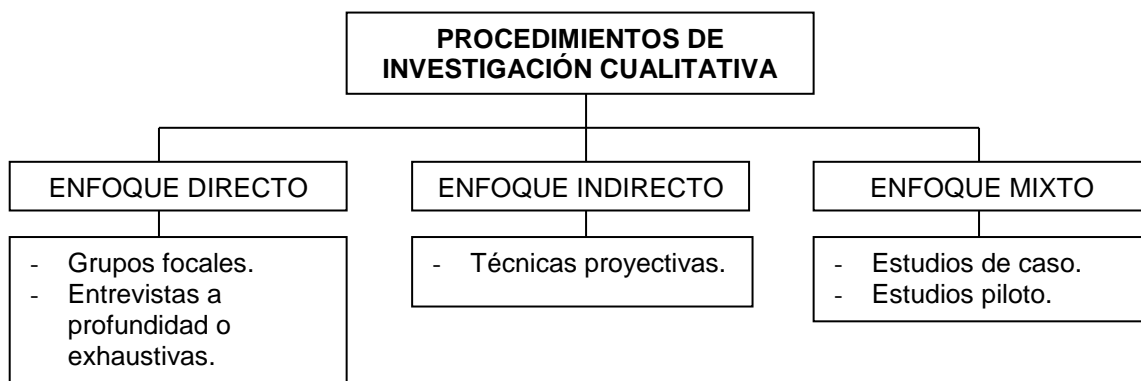 PROCEDIMIENTOS DE
INVESTIGACIÓN CUALITATIVA
ENFOQUE DIRECTO
- Grupos focales.
- Entrevistas a
profundidad o
exhaustivas.
ENFOQUE INDIRECTO
- Técnicas proyectivas.
ENFOQUE MIXTO
- Estudios de caso.
- Estudios piloto.